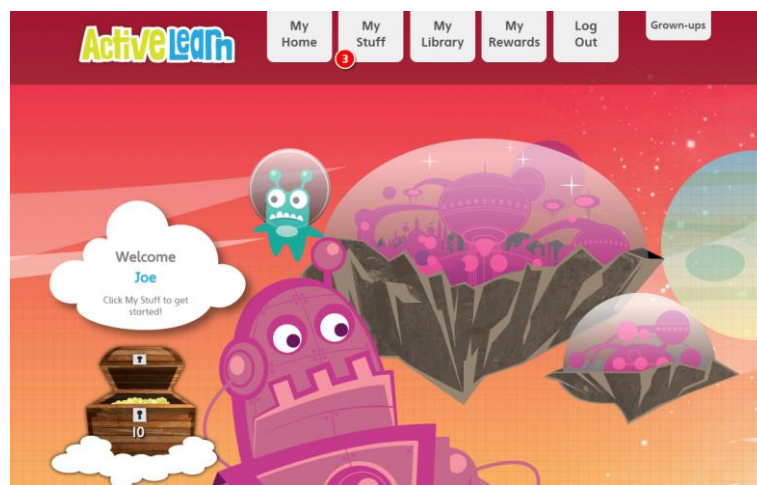 ActiveLearn
My
Home
My
Stuff
3
My
Library
My
Rewards
Log
Out
Grown-ups
Welcome
Joe
Click My Stuff to get
started!
10